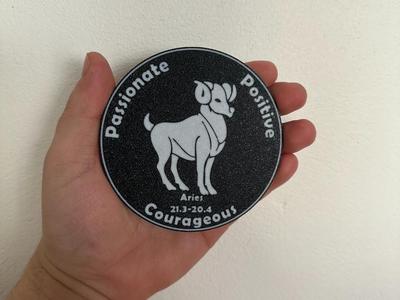 Passionate
Positive
Aries
21.3-20.4
Courageous